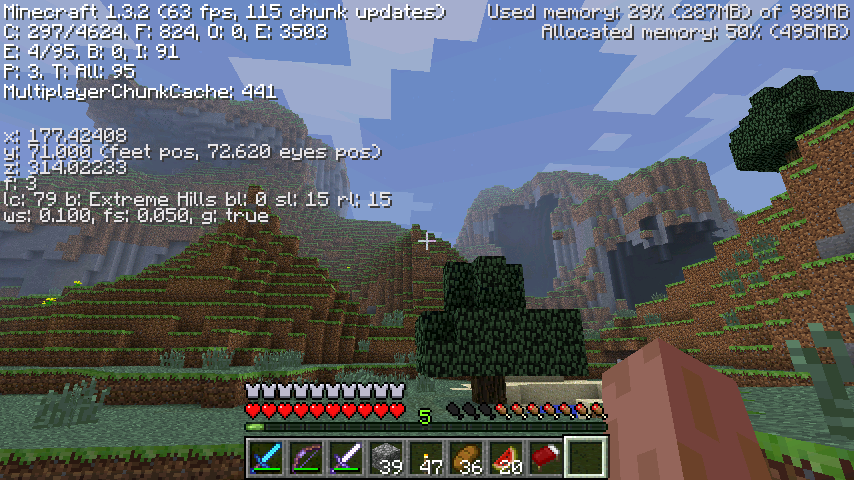 Minecraft 1.3.2 (63 fps, 115 chunk updates)
Used memory: 29% (287MB) of 989MB
C: 297/4624, F: 824, O: 0, E: 3503
Allocated memory: 50% (495MB)
E: 4/95, B: 0, I: 91
P: 3, T: All: 95
MultiplayerChunkCache: 441
x: 177.42408
y: 71.000 (feet pos, 72.620 eyes pos)
z: 314.02233
f: 3
lc: 79 b: Extreme Hills bl: 0 sl: 15 rl: 15
ws: 0.100, fs: 0.050, g: true
5
39 47 36 20